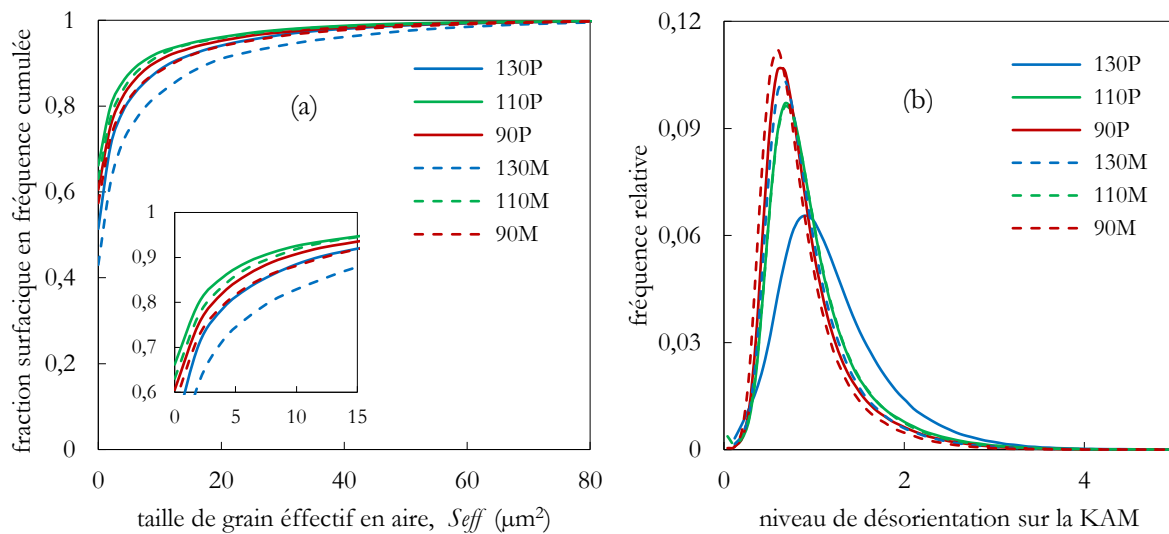 fraction surfacique en fréquence cumulée
1
0,8
0,6
0,4
0,2
0
0
20
40
60
80
taille de grain éffectif en aire, Seff (µm²)
(a)
130P
110P
90P
130M
110M
90M
1
0,9
0,8
0,7
0,6
0
5
10
15
fréquence relative
0,12
0,09
0,06
0,03
0,00
0
2
4
niveau de désorientation sur la KAM
(b)
130P
110P
90P
130M
110M
90M